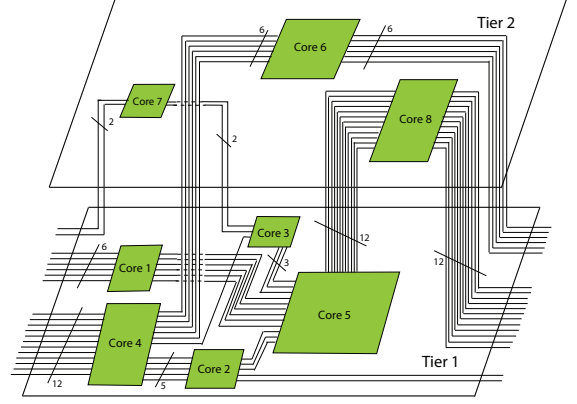 6
6
Tier 2
Core 6
Core 7
Core 8
2
2
Core 3
6
12
3
12
Core 1
Core 5
Core 4
Tier 1
Core 2
12
5